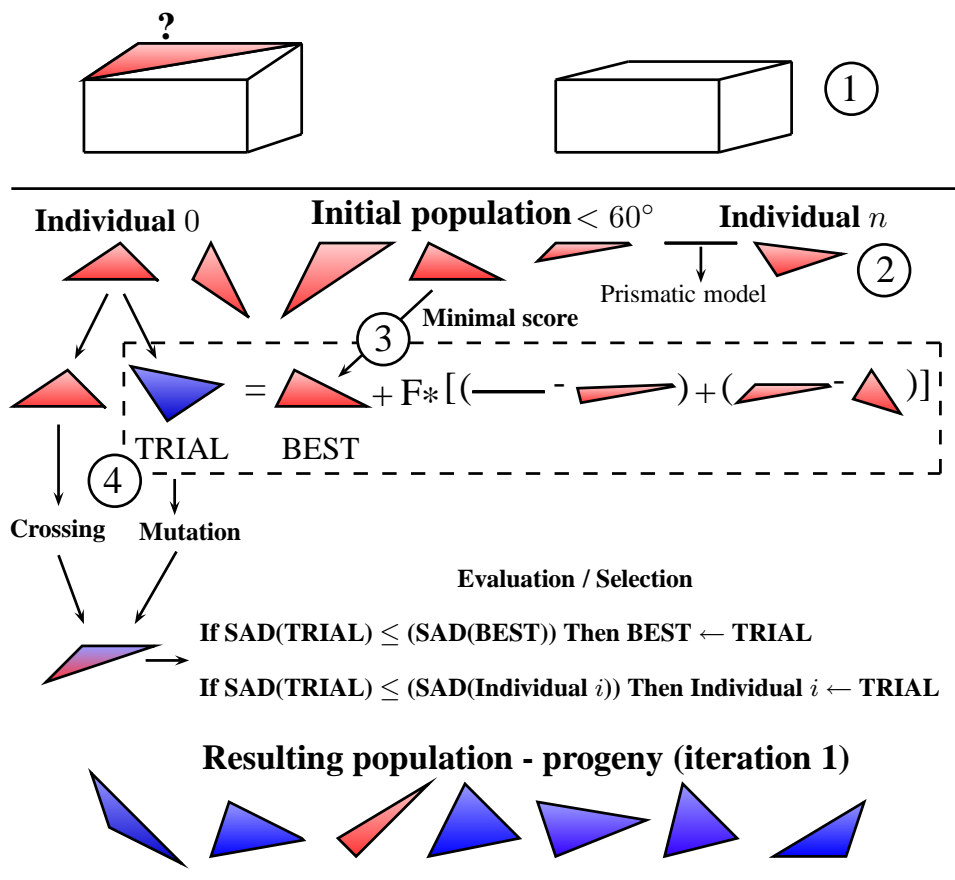 ?
1
Initial population < 60°
Individual 0
Individual n
2
Prismatic model
3
Minimal score
= + F* [( - ) + ( - )]
TRIAL BEST
4
Crossing Mutation
Evaluation / Selection
If SAD(TRIAL) ≤ (SAD(BEST)) Then BEST ← TRIAL
If SAD(TRIAL) ≤ (SAD(Individual i)) Then Individual i ← TRIAL
Resulting population - progeny (iteration 1)